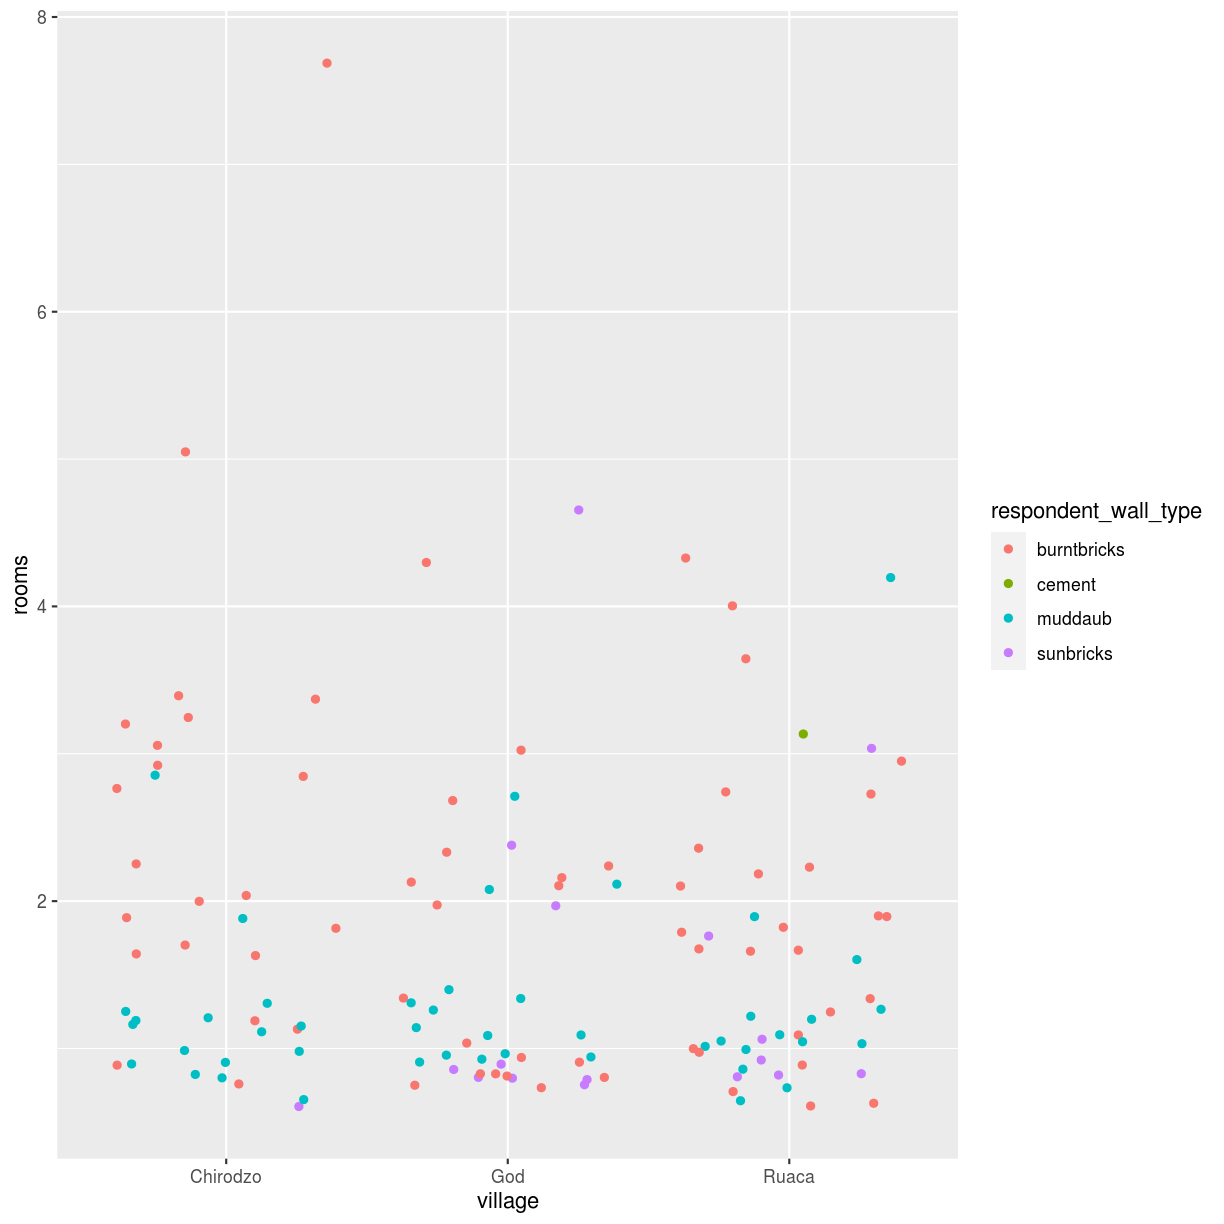 8
6
4
2
rooms
Chirodzo God Ruaca
village
respondent_wall_type
burntbricks
cement
muddaub
sunbricks